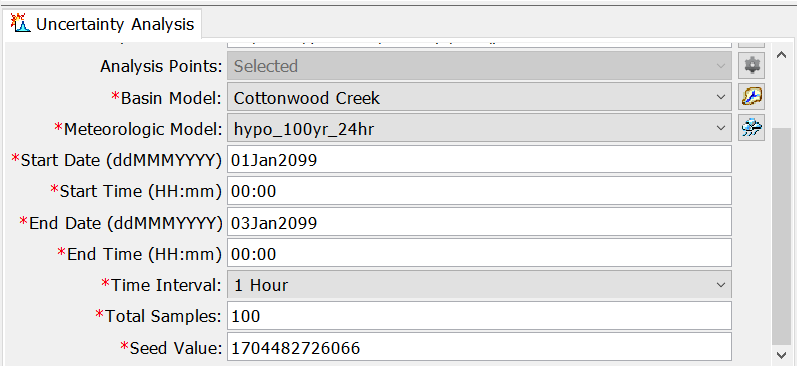 Uncertainty Analysis
Analysis Points: Selected
*Basin Model: Cottonwood Creek
*Meteorologic Model: hypo_100yr_24hr
*Start Date (ddMMMYYYY) 01Jan2099
*Start Time (HH:mm) 00:00
*End Date (ddMMMYYYY) 03Jan2099
*End Time (HH:mm) 00:00
*Time Interval: 1 Hour
*Total Samples: 100
*Seed Value: 1704482726066